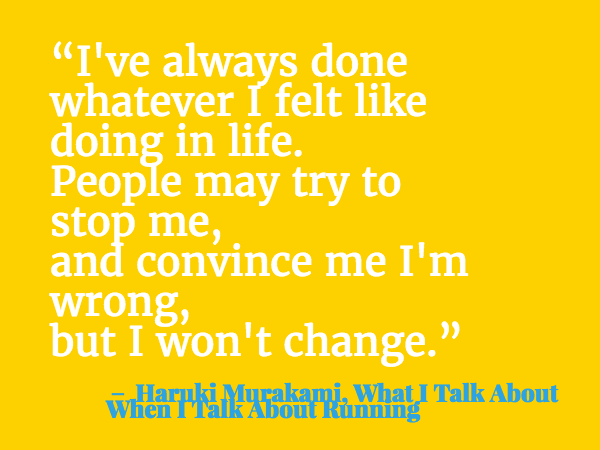 “I've always done
whatever I felt like
doing in life.
People may try to
stop me,
and convince me I'm
wrong,
but I won't change.”
– Haruki Murakami, What I Talk About
When I Talk About Running